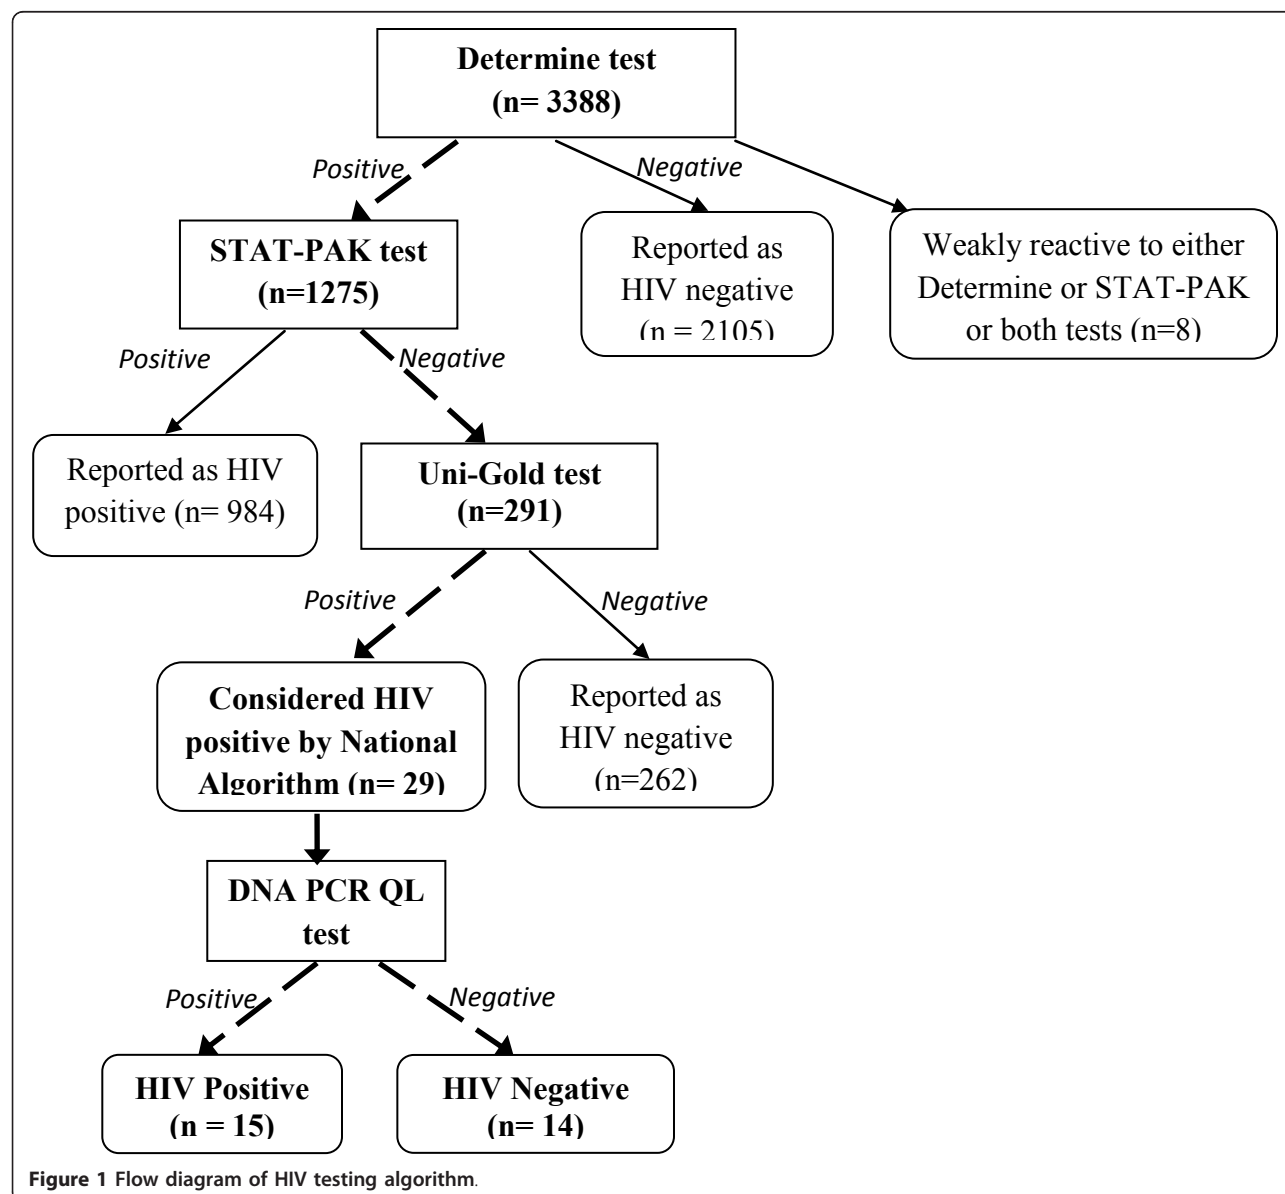 Determine test
(n= 3388)
Positive
Negative
STAT-PAK test
(n=1275)
Reported as
HIV negative
(n = 2105)
Weakly reactive to either
Determine or STAT-PAK
or both tests (n=8)
Positive
Negative
Reported as HIV
positive (n= 984)
Uni-Gold test
(n=291)
Positive
Negative
Considered HIV
positive by National
Algorithm (n= 29)
Reported as
HIV negative
(n=262)
DNA PCR QL
test
Positive
Negative
HIV Positive
(n = 15)
HIV Negative
(n= 14)
Figure 1 Flow diagram of HIV testing algorithm.